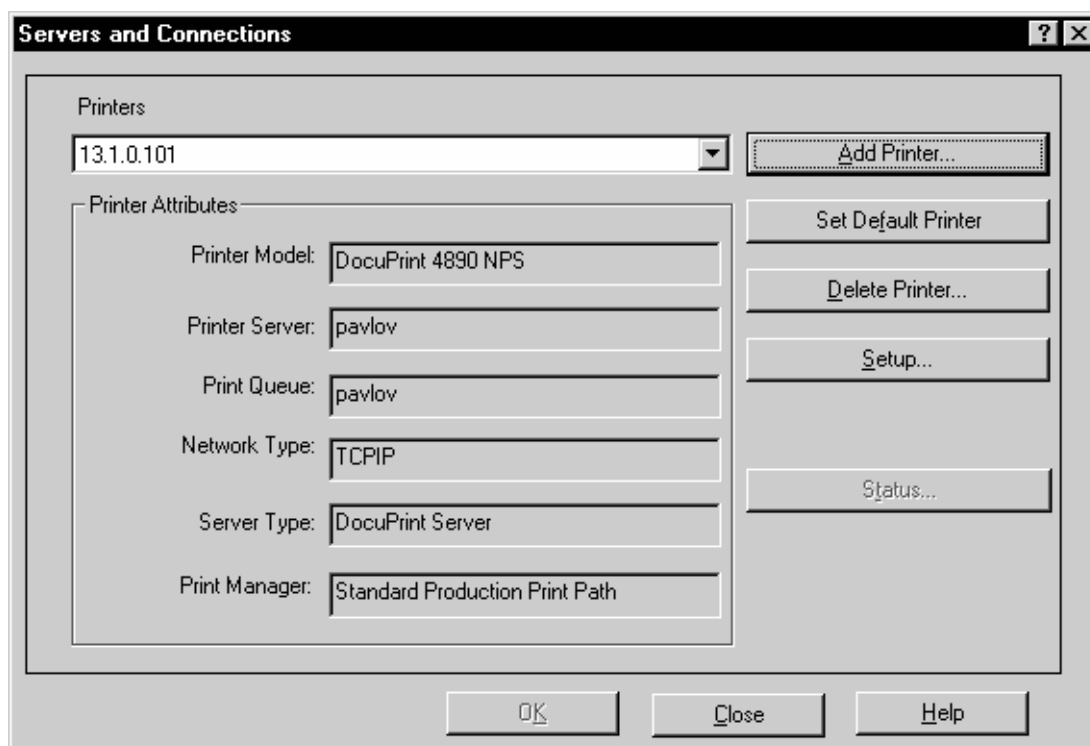 Servers and Connections
Printers
13.1.0.101
Add Printer...
Printer Attributes
Set Default Printer
Printer Model: DocuPrint 4890 NPS
Delete Printer...
Printer Server: pavlov
Setup...
Print Queue: pavlov
Network Type: TCPIP
Status...
Server Type: DocuPrint Server
Print Manager: Standard Production Print Path
OK
Close
Help